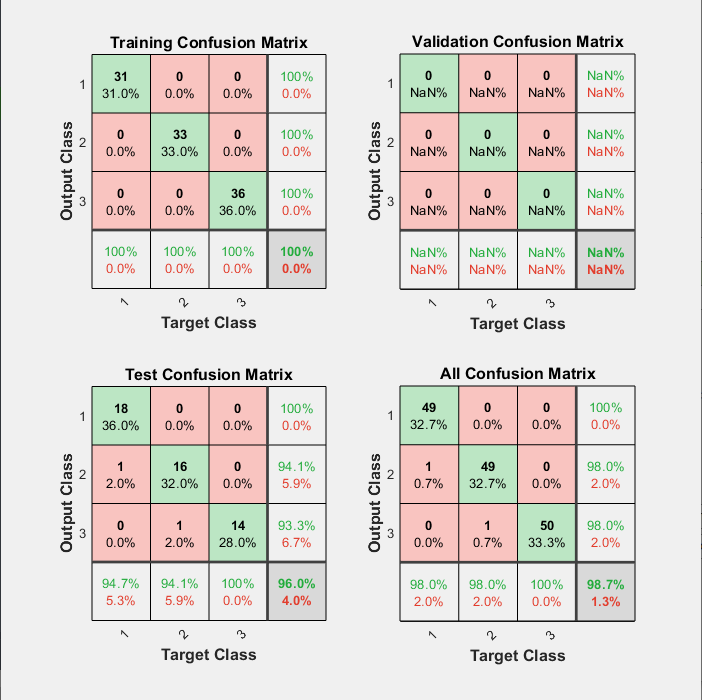 Training Confusion Matrix
1 31 0 0 100%
31.0% 0.0% 0.0% 0.0%
2 0 33 0 100%
0.0% 33.0% 0.0% 0.0%
3 0 0 36 100%
0.0% 0.0% 36.0% 0.0%
100% 100% 100% 100%
0.0% 0.0% 0.0% 0.0%
1 2 3
Target Class
Output Class
Validation Confusion Matrix
1 0 0 0 NaN%
NaN% NaN% NaN% NaN%
2 0 0 0 NaN%
NaN% NaN% NaN% NaN%
3 0 0 0 NaN%
NaN% NaN% NaN% NaN%
NaN% NaN% NaN% NaN%
NaN% NaN% NaN% NaN%
1 2 3
Target Class
Output Class
Test Confusion Matrix
1 18 0 0 100%
36.0% 0.0% 0.0% 0.0%
2 1 16 0 94.1%
2.0% 32.0% 0.0% 5.9%
3 0 1 14 93.3%
0.0% 2.0% 28.0% 6.7%
94.7% 94.1% 100% 96.0%
5.3% 5.9% 0.0% 4.0%
1 2 3
Target Class
Output Class
All Confusion Matrix
1 49 0 0 100%
32.7% 0.0% 0.0% 0.0%
2 1 49 0 98.0%
0.7% 32.7% 0.0% 2.0%
3 0 1 50 98.0%
0.0% 0.7% 33.3% 2.0%
98.0% 98.0% 100% 98.7%
2.0% 2.0% 0.0% 1.3%
1 2 3
Target Class
Output Class